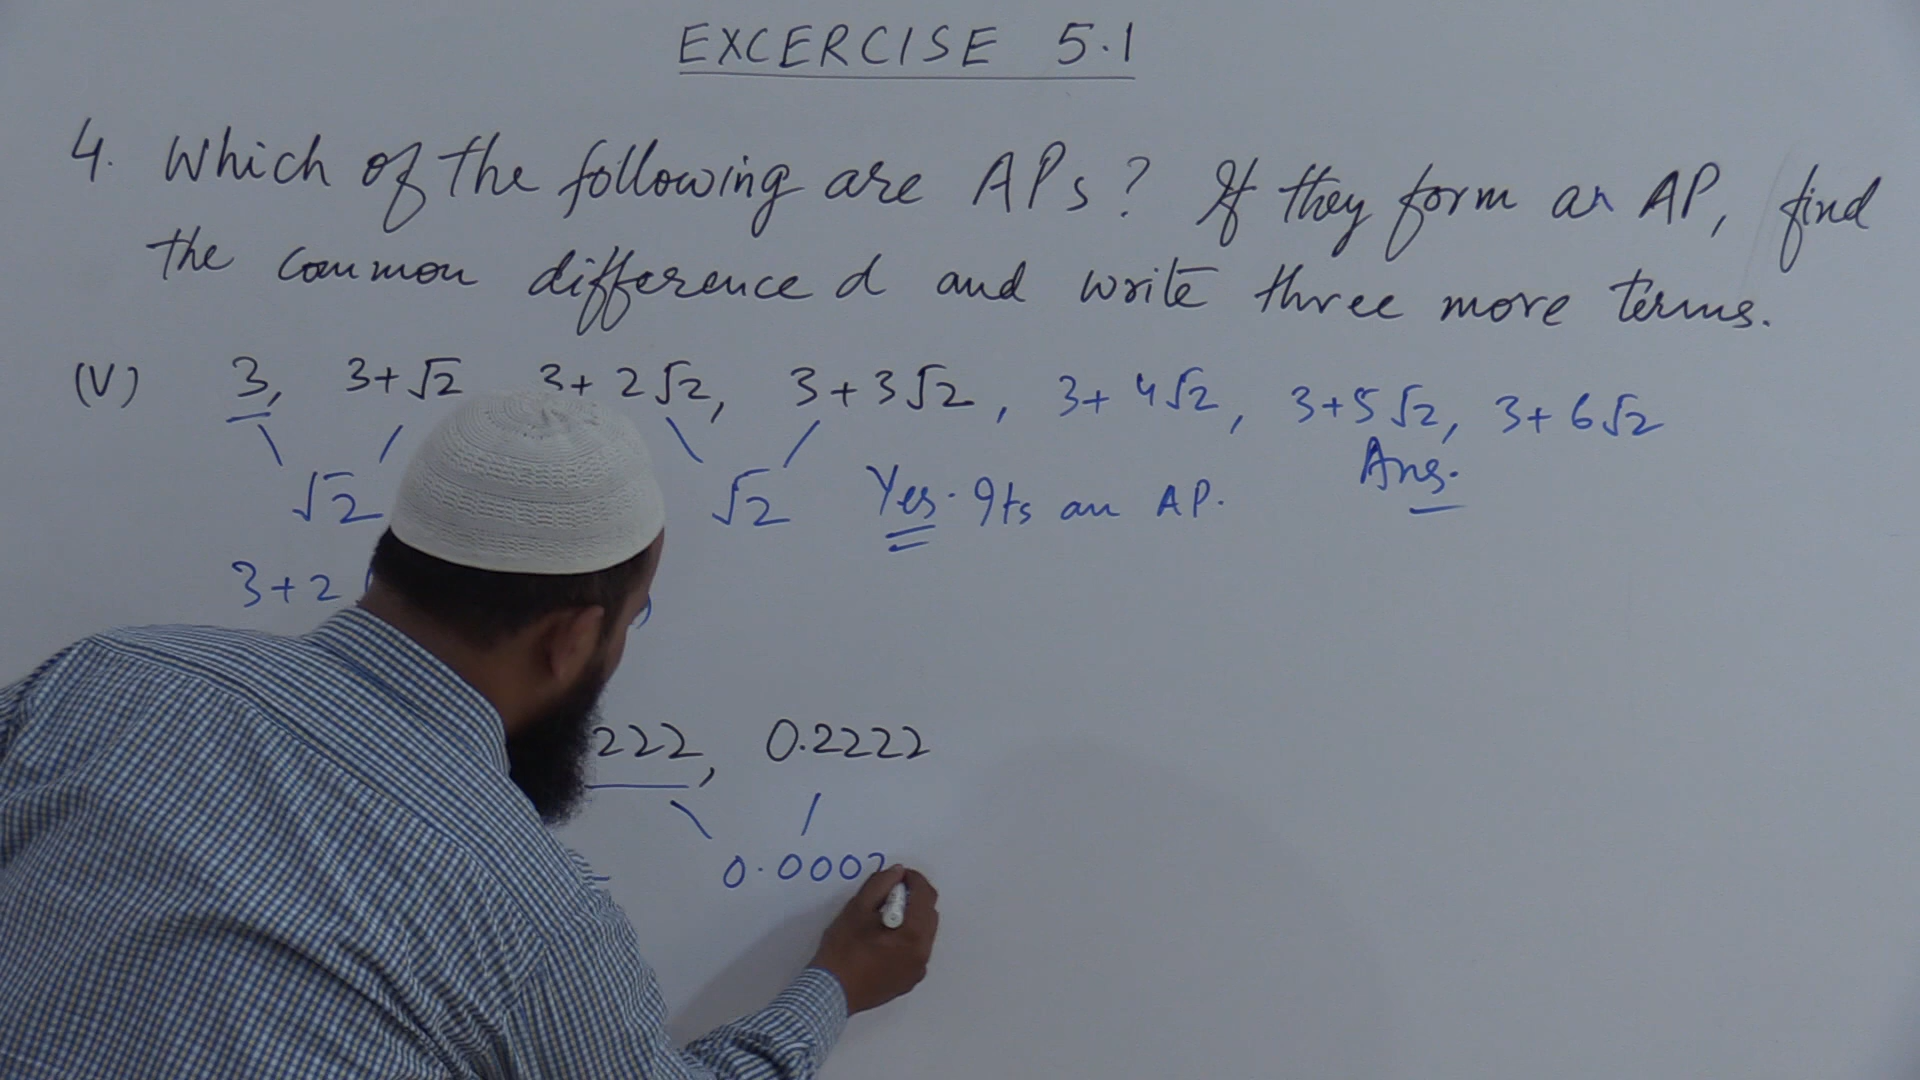 EXCERCISE 5.1
4. Which of the following are APs? If they form an AP, find
the common difference d and write three more terms.
(V) 3, 3+√2 3+2√2, 3+3√2, 3+4√2, 3+5√2, 3+6√2
√2 √2 Yes. Its an AP. Ans.
3+2
222, 0.2222
0.0002